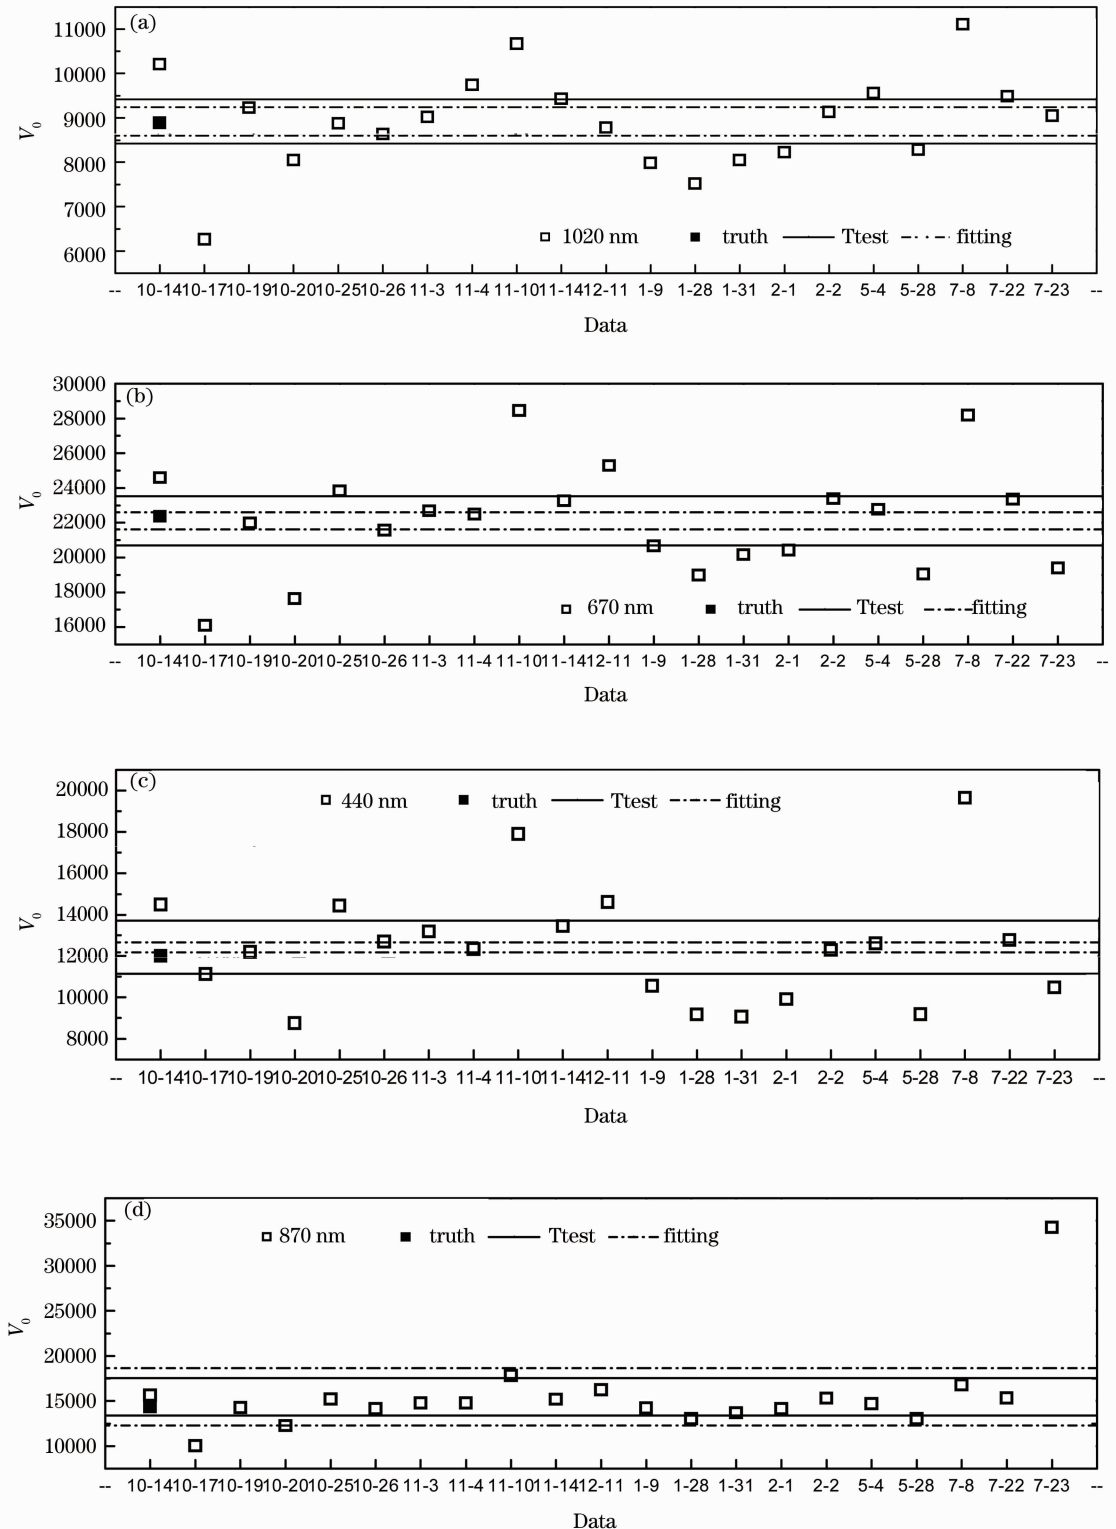 (a)
11000
10000
9000
8000
7000
6000
V0
1020 nm truth Ttest fitting
-- 10-14 10-17 10-19 10-20 10-25 10-26 11-3 11-4 11-10 11-14 12-11 1-9 1-28 1-31 2-1 2-2 5-4 5-28 7-8 7-22 7-23 --
Data
(b)
30000
28000
26000
24000
22000
20000
18000
16000
V0
670 nm truth Ttest fitting
-- 10-14 10-17 10-19 10-20 10-25 10-26 11-3 11-4 11-10 11-14 12-11 1-9 1-28 1-31 2-1 2-2 5-4 5-28 7-8 7-22 7-23 --
Data
(c)
440 nm truth Ttest fitting
20000
18000
16000
14000
12000
10000
8000
V0
-- 10-14 10-17 10-19 10-20 10-25 10-26 11-3 11-4 11-10 11-14 12-11 1-9 1-28 1-31 2-1 2-2 5-4 5-28 7-8 7-22 7-23 --
Data
(d)
870 nm truth Ttest fitting
35000
30000
25000
20000
15000
10000
V0
-- 10-14 10-17 10-19 10-20 10-25 10-26 11-3 11-4 11-10 11-14 12-11 1-9 1-28 1-31 2-1 2-2 5-4 5-28 7-8 7-22 7-23 --
Data